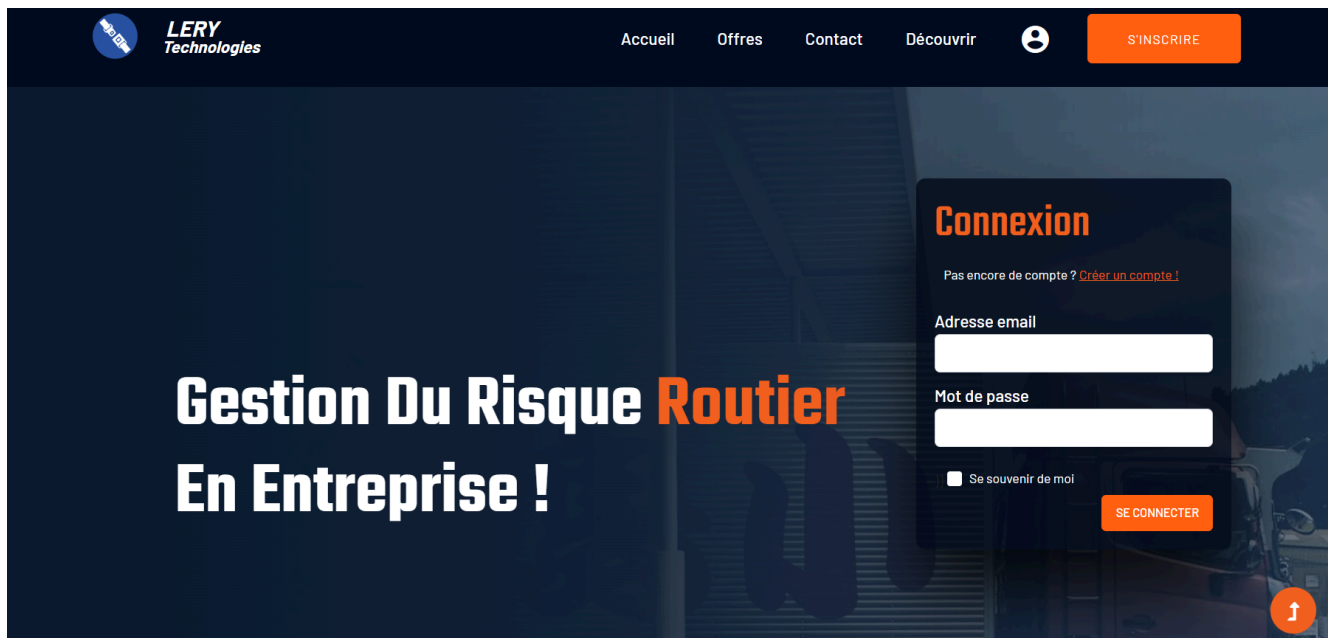 LERY
Technologies
Accueil
Offres
Contact
Découvrir
S'INSCRIRE
Gestion Du Risque Routier
En Entreprise !
Connexion
Pas encore de compte ? Créer un compte !
Adresse email
Mot de passe
Se souvenir de moi
SE CONNECTER